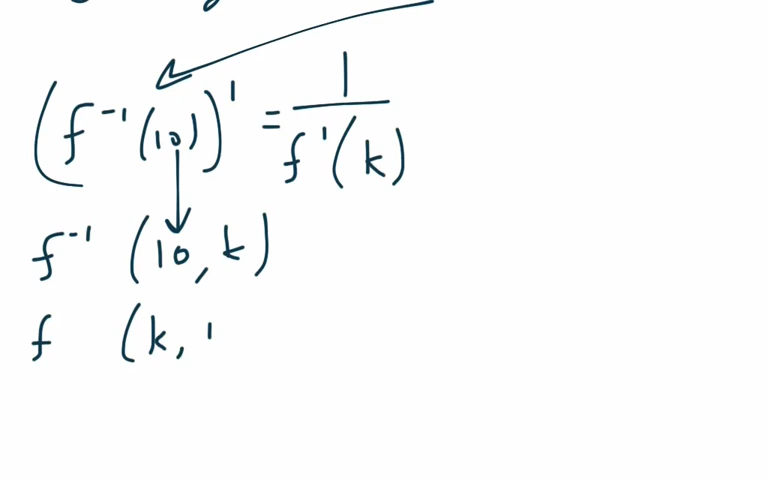 (f⁻¹(10))' = 1/f'(k)
f⁻¹ (10, k)
f (k, 1